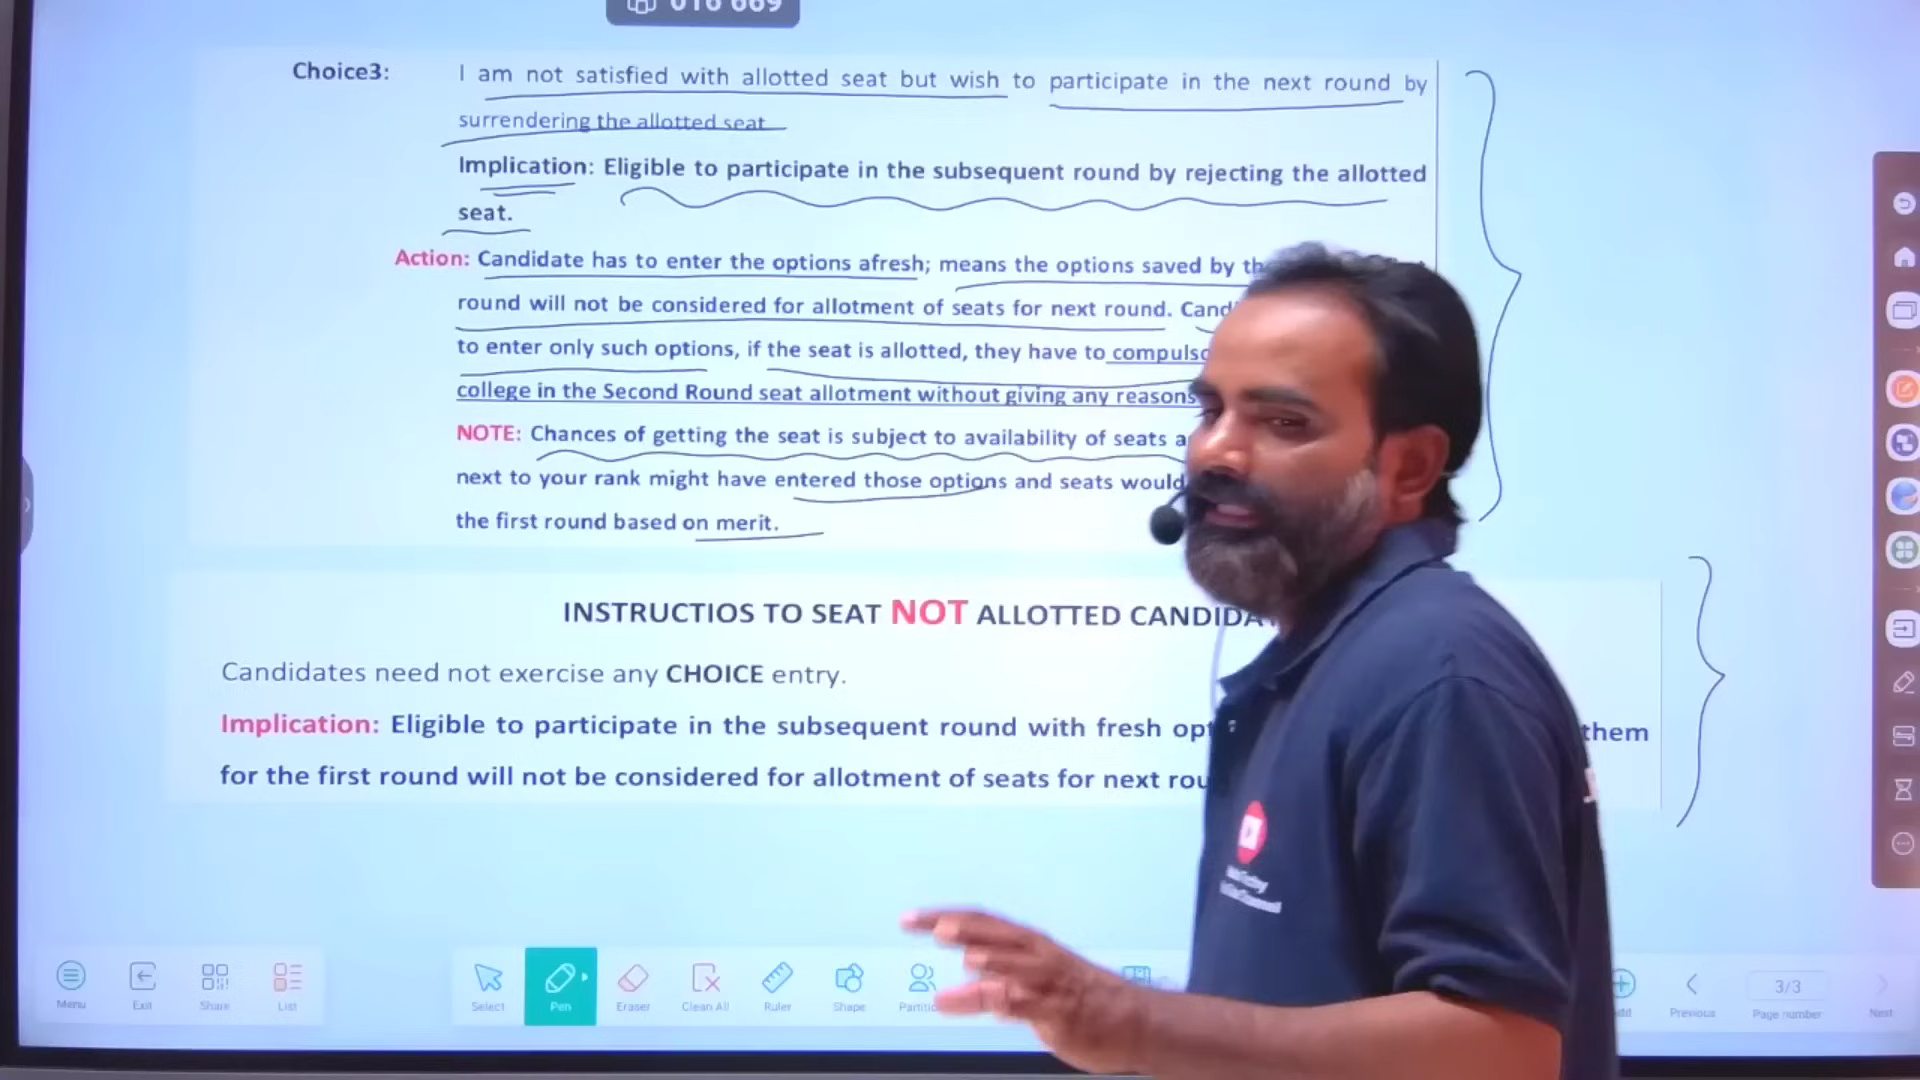 016 669
Choice3: I am not satisfied with allotted seat but wish to participate in the next round by
surrendering the allotted seat
Implication: Eligible to participate in the subsequent round by rejecting the allotted
seat.
Action: Candidate has to enter the options afresh; means the options saved by
round will not be considered for allotment of seats for next round.
to enter only such options, if the seat is allotted, they have to
college in the Second Round seat allotment without giving any reasons
NOTE: Chances of getting the seat is subject to availability of seats
next to your rank might have entered those options and seats would
the first round based on merit.
INSTRUCTIOS TO SEAT NOT ALLOTTED
Candidates need not exercise any CHOICE entry.
Implication: Eligible to participate in the subsequent round with fresh them
for the first round will not be considered for allotment of seats for next
Menu Exit Share List Select Pen Eraser Clean All Ruler Shape Previous Page number Next
3/3